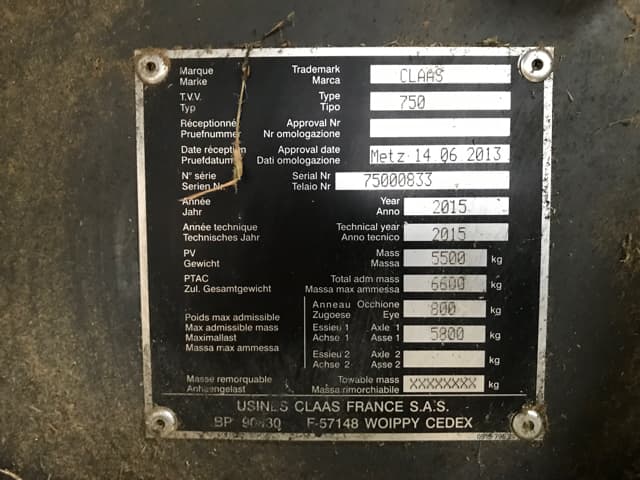 Marque Trademark CLAAS
Marke Marca
T.V.V. Type 750
Typ Tipo
Réceptionné Approval Nr
Pruefnummer Nr omologazione
Date réception Approval date Metz 14 06 2013
Pruefdatum Dati omologazione
N° série Serial Nr 75000833
Serien Nr Telaio Nr
Année Year 2015
Jahr Anno
Année technique Technical year 2015
Technisches Jahr Anno tecnico
PV Mass 5500 kg
Gewicht Massa
PTAC Total adm mass 6600 kg
Zul. Gesamtgewicht Massa max ammessa
Anneau Occhione 800 kg
Zugoese Eye
Poids max admissible
Max admissible mass Essieu 1 Axle 1 5800 kg
Maximallast Achse 1 Asse 1
Massa max ammessa
Essieu 2 Axle 2 kg
Achse 2 Asse 2
Masse remorquable Towable mass XXXXXXXX kg
Anhaengelast Massa rimorchiabile
USINES CLAAS FRANCE S.A.S.
BP F-57148 WOIPPY CEDEX